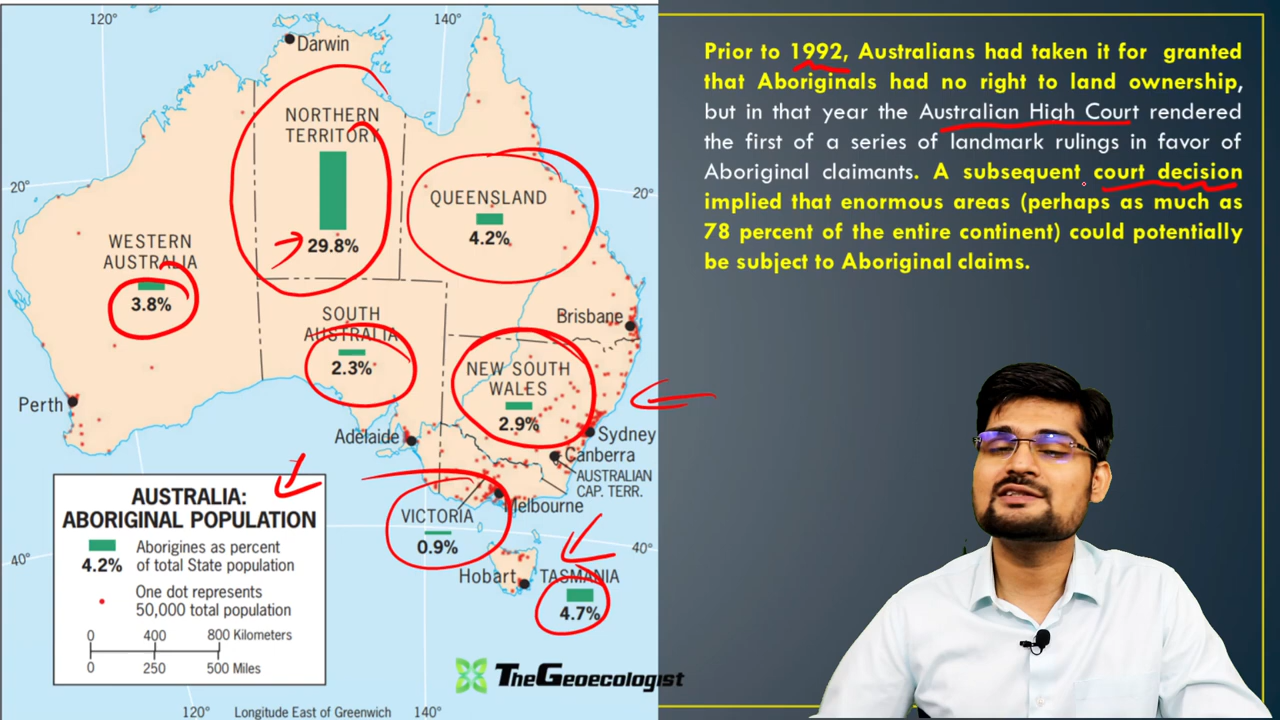 120°
140°
Darwin
NORTHERN
TERRITORY
20°
20°
QUEENSLAND
4.2%
WESTERN
AUSTRALIA
29.8%
3.8%
SOUTH
AUSTRALIA
Brisbane
2.3%
NEW SOUTH
WALES
2.9%
Perth
Adelaide
Sydney
Canberra
AUSTRALIAN
CAP. TERR.
Melbourne
VICTORIA
0.9%
40°
40°
Hobart
TASMANIA
4.7%
AUSTRALIA:
ABORIGINAL POPULATION
Aborigines as percent
4.2% of total State population
One dot represents
50,000 total population
0 400 800 Kilometers
0 250 500 Miles
TheGeoecologist
120° Longitude East of Greenwich 140°
Prior to 1992, Australians had taken it for granted
that Aboriginals had no right to land ownership,
but in that year the Australian High Court rendered
the first of a series of landmark rulings in favor of
Aboriginal claimants. A subsequent court decision
implied that enormous areas (perhaps as much as
78 percent of the entire continent) could potentially
be subject to Aboriginal claims.